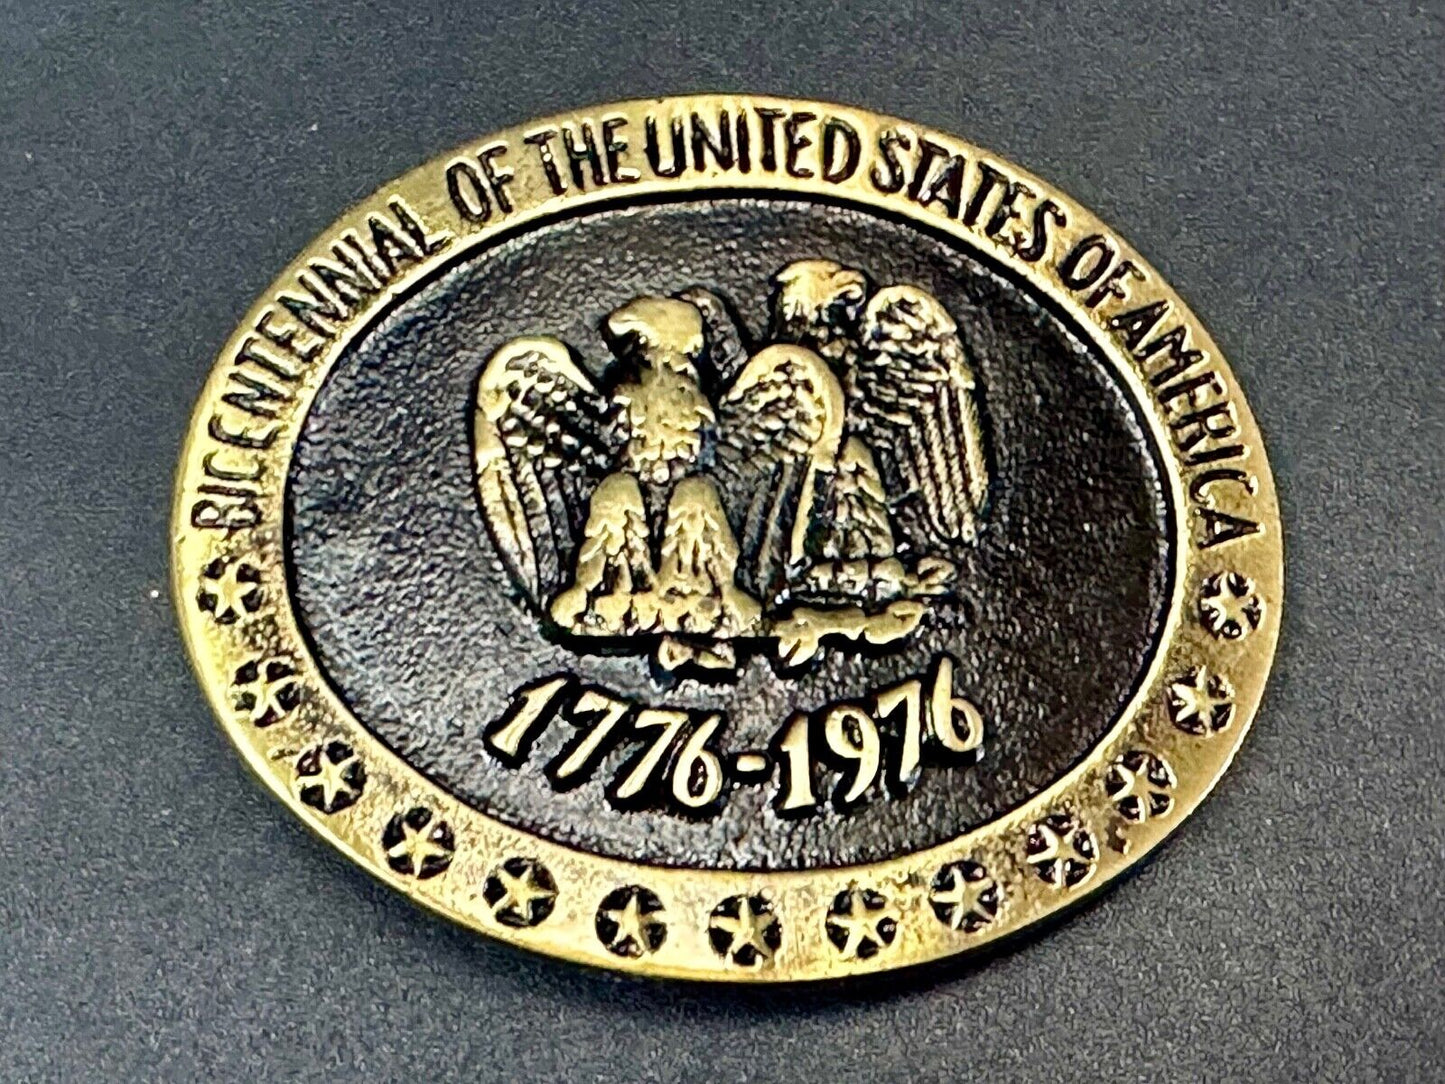 BICENTENNIAL OF THE UNITED STATES OF AMERICA
1776-1976